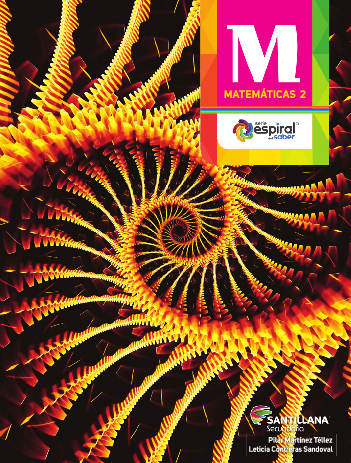 M
MATEMÁTICAS 2
serie
espiral
del saber
SANTILLANA
Secundaria
Pilar Martínez Téllez
Leticia Contreras Sandoval